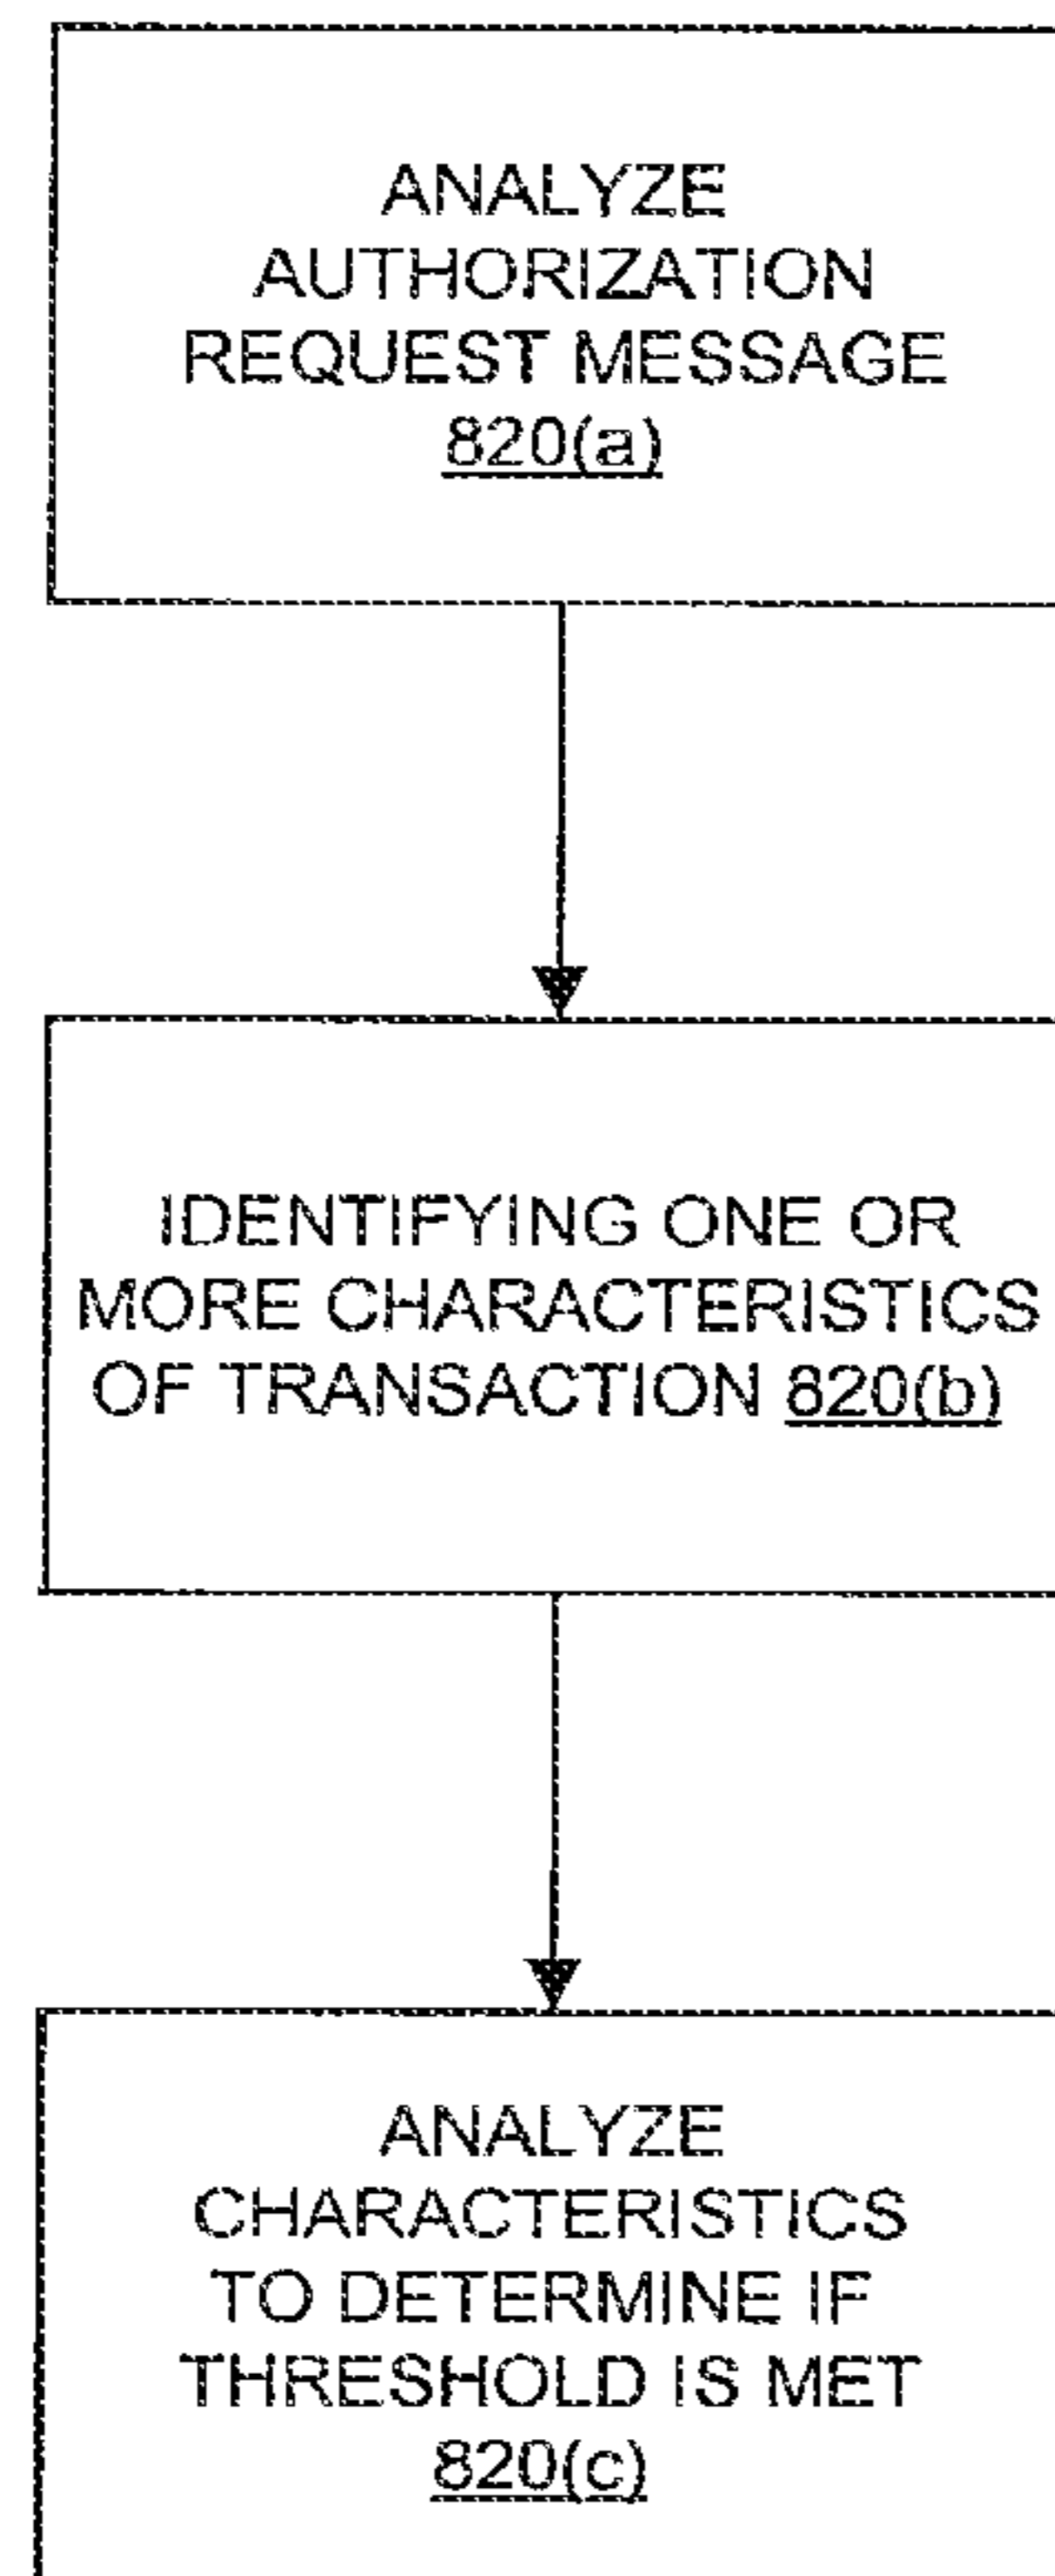 ANALYZE
AUTHORIZATION
REQUEST MESSAGE
820(a)
IDENTIFYING ONE OR
MORE CHARACTERISTICS
OF TRANSACTION 820(b)
ANALYZE
CHARACTERISTICS
TO DETERMINE IF
THRESHOLD IS MET
820(c)